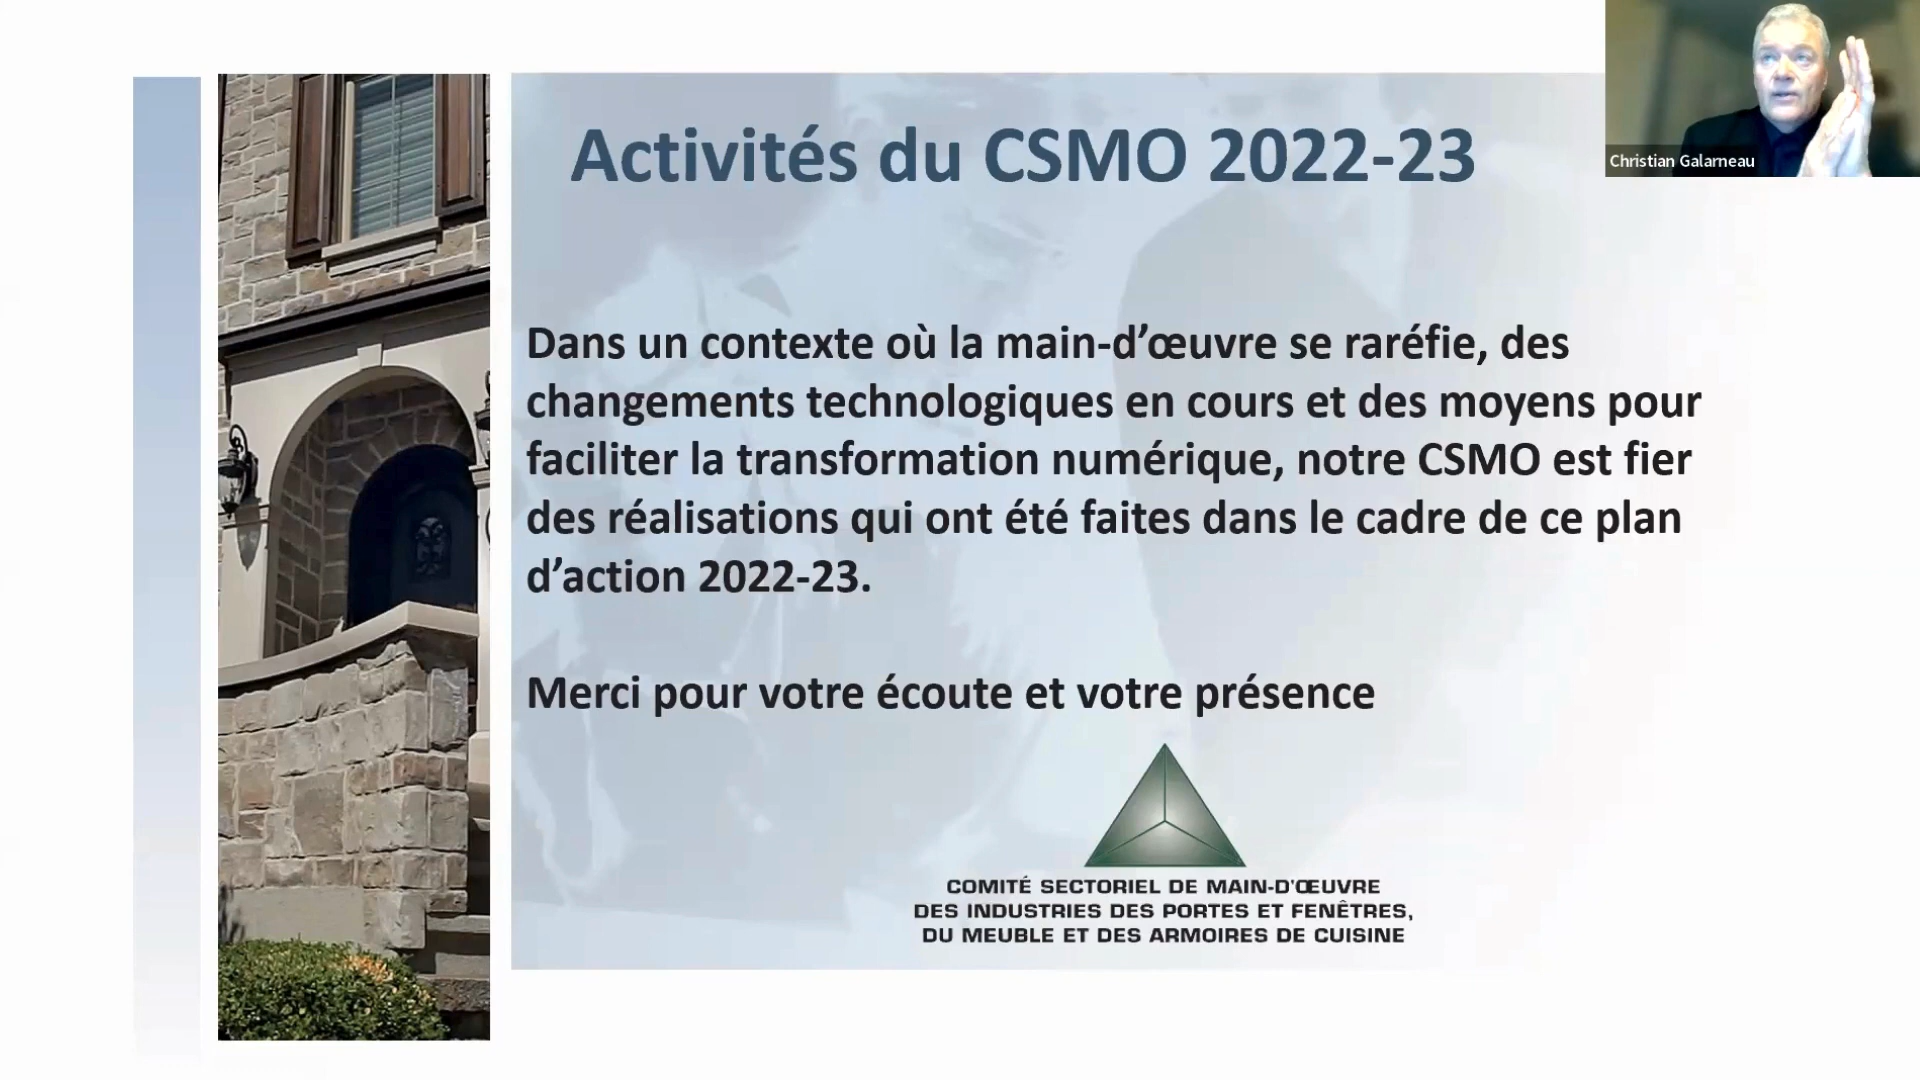 Activités du CSMO 2022-23
Christian Galarneau
Dans un contexte où la main-d’œuvre se raréfie, des
changements technologiques en cours et des moyens pour
faciliter la transformation numérique, notre CSMO est fier
des réalisations qui ont été faites dans le cadre de ce plan
d’action 2022-23.
Merci pour votre écoute et votre présence
COMITÉ SECTORIEL DE MAIN-D'ŒUVRE
DES INDUSTRIES DES PORTES ET FENÊTRES,
DU MEUBLE ET DES ARMOIRES DE CUISINE